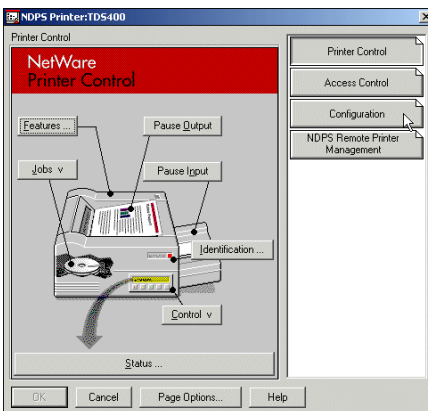 NDPS Printer:TDS400
Printer Control
NetWare
Printer Control
Features ...
Pause Output
Jobs v
Pause Input
Identification ...
Control v
Status ...
Printer Control
Access Control
Configuration
NDPS Remote Printer
Management
OK
Cancel
Page Options...
Help